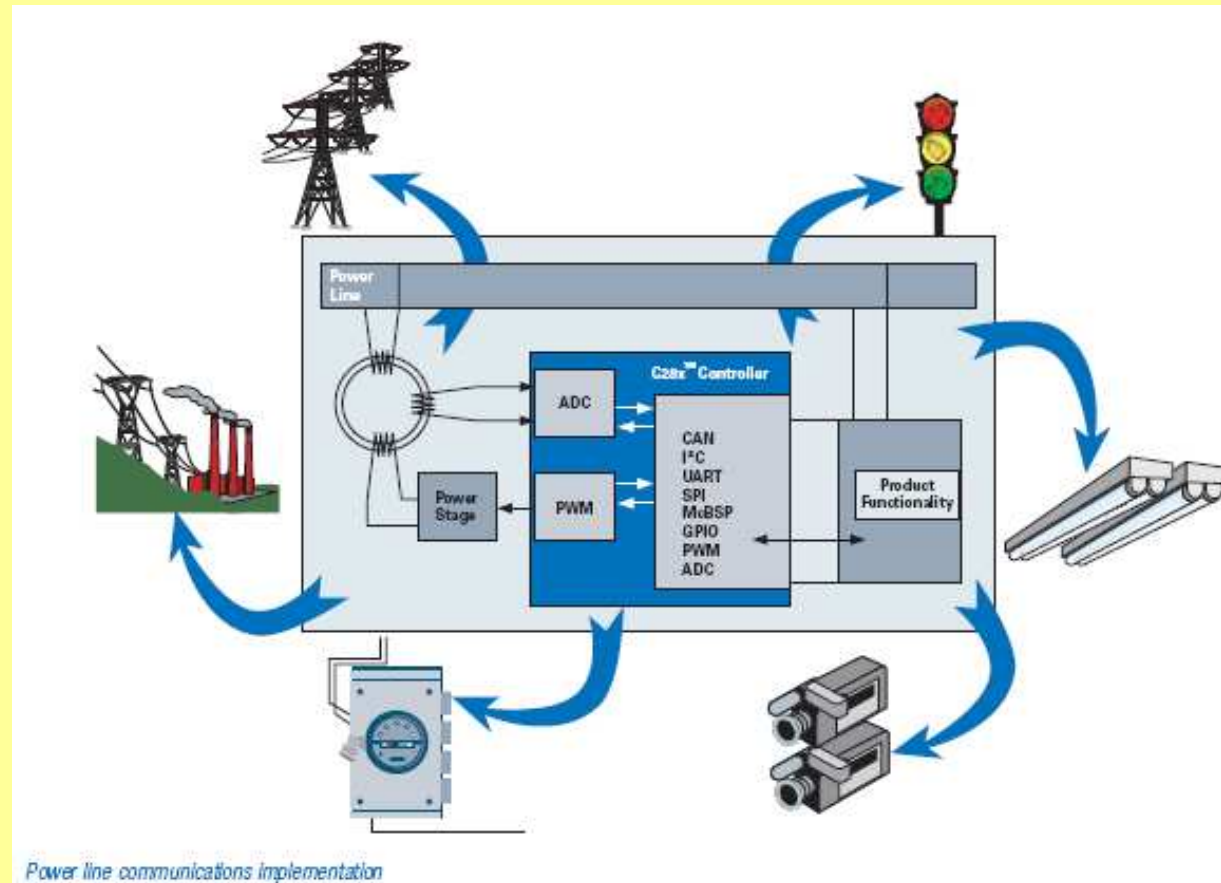 Power
Line
C28x™ Controller
ADC
CAN
I²C
UART
SPI
McBSP
GPIO
PWM
ADC
Power
Stage
PWM
Product
Functionality
Power line communications implementation